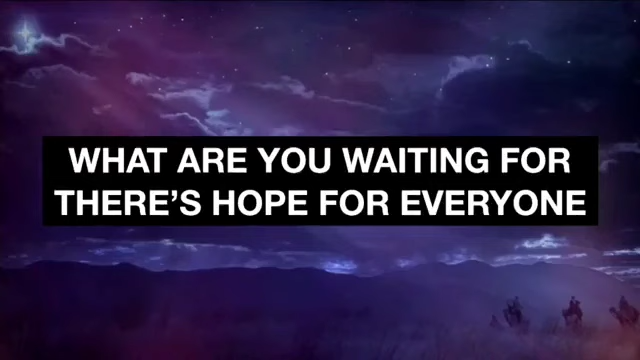 WHAT ARE YOU WAITING FOR
THERE’S HOPE FOR EVERYONE